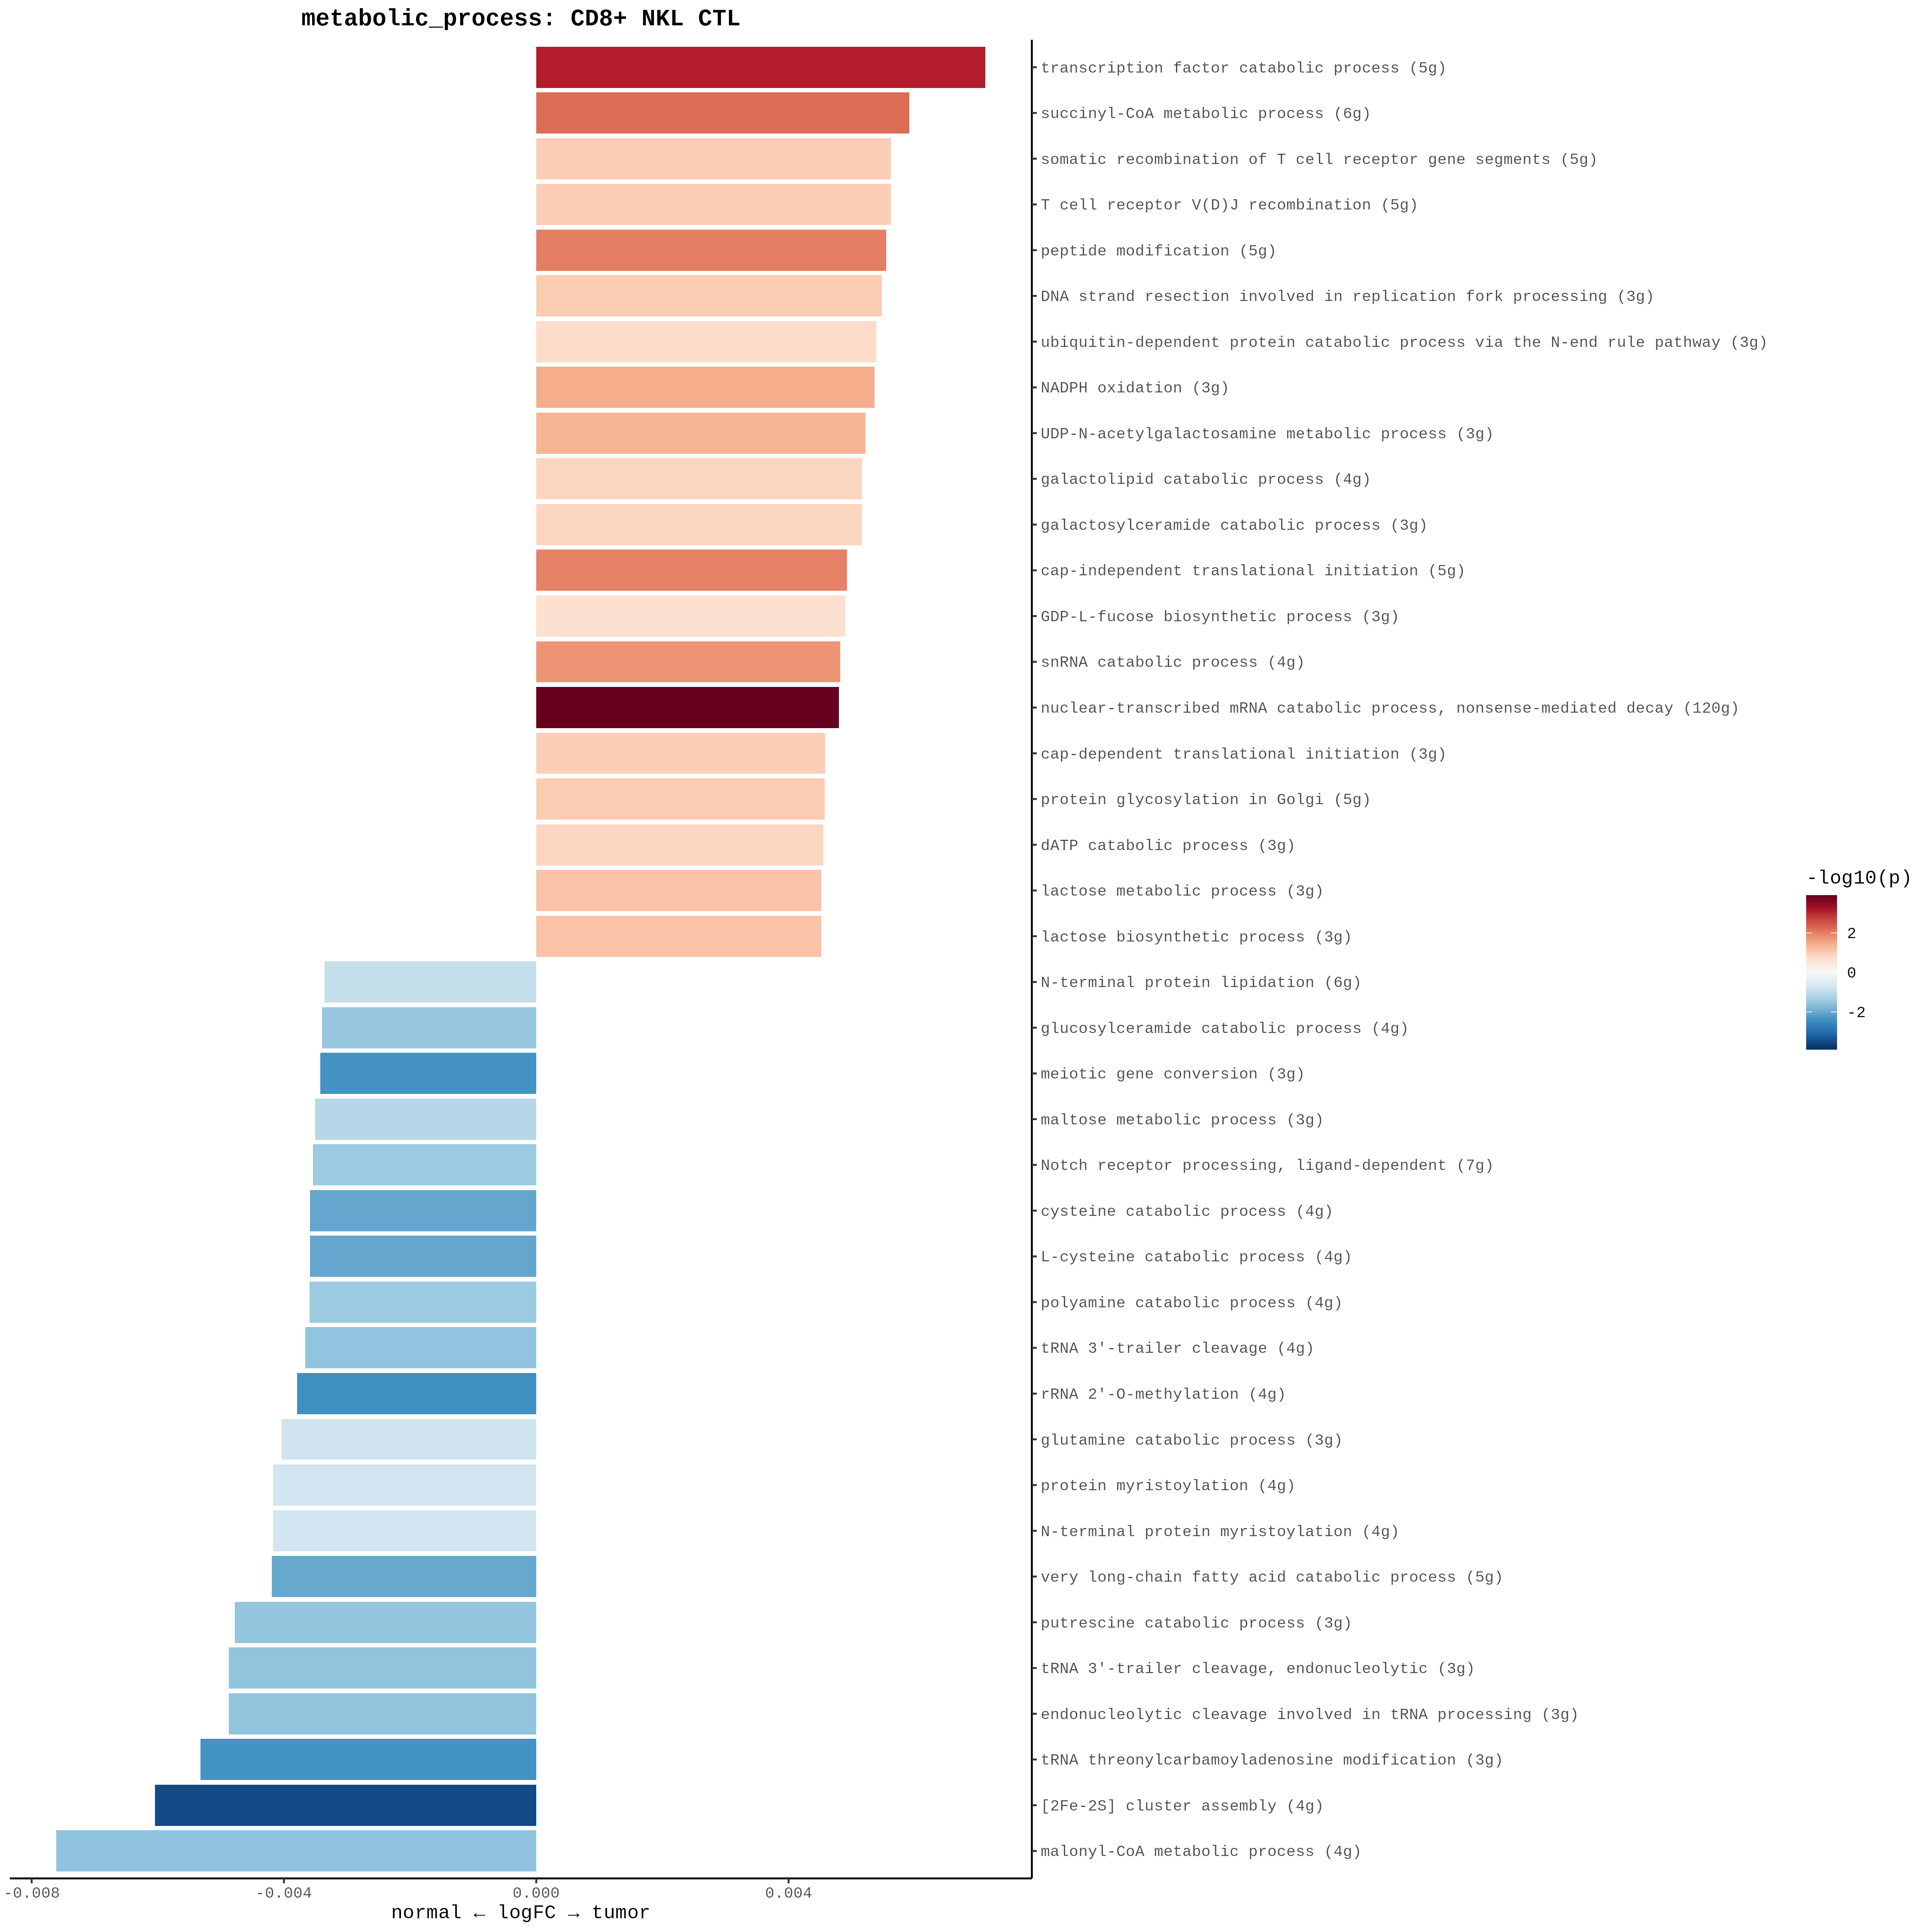 metabolic_process: CD8+ NKL CTL
transcription factor catabolic process (5g)
succinyl-CoA metabolic process (6g)
somatic recombination of T cell receptor gene segments (5g)
T cell receptor V(D)J recombination (5g)
peptide modification (5g)
DNA strand resection involved in replication fork processing (3g)
ubiquitin-dependent protein catabolic process via the N-end rule pathway (3g)
NADPH oxidation (3g)
UDP-N-acetylgalactosamine metabolic process (3g)
galactolipid catabolic process (4g)
galactosylceramide catabolic process (3g)
cap-independent translational initiation (5g)
GDP-L-fucose biosynthetic process (3g)
snRNA catabolic process (4g)
nuclear-transcribed mRNA catabolic process, nonsense-mediated decay (120g)
cap-dependent translational initiation (3g)
protein glycosylation in Golgi (5g)
dATP catabolic process (3g)
lactose metabolic process (3g)
lactose biosynthetic process (3g)
N-terminal protein lipidation (6g)
glucosylceramide catabolic process (4g)
meiotic gene conversion (3g)
maltose metabolic process (3g)
Notch receptor processing, ligand-dependent (7g)
cysteine catabolic process (4g)
L-cysteine catabolic process (4g)
polyamine catabolic process (4g)
tRNA 3'-trailer cleavage (4g)
rRNA 2'-O-methylation (4g)
glutamine catabolic process (3g)
protein myristoylation (4g)
N-terminal protein myristoylation (4g)
very long-chain fatty acid catabolic process (5g)
putrescine catabolic process (3g)
tRNA 3'-trailer cleavage, endonucleolytic (3g)
endonucleolytic cleavage involved in tRNA processing (3g)
tRNA threonylcarbamoyladenosine modification (3g)
[2Fe-2S] cluster assembly (4g)
malonyl-CoA metabolic process (4g)
-0.008 -0.004 0.000 0.004
normal ← logFC → tumor
-log10(p)
2
0
-2